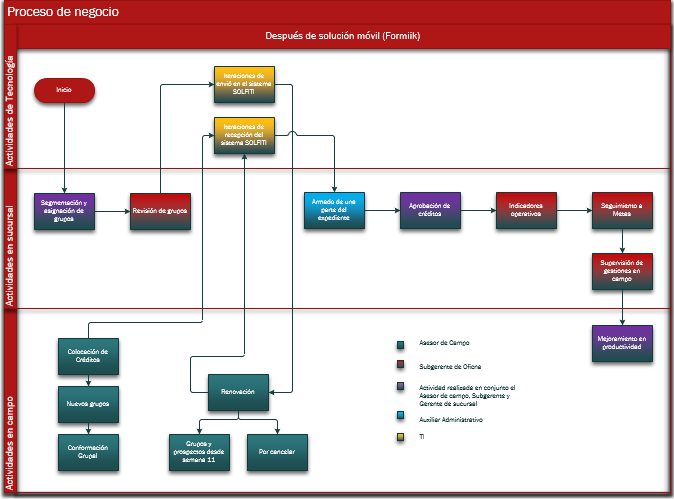 Proceso de negocio
Después de solución móvil (Formiik)
Actividades de Tecnología
Inicio
Iteraciones de
envió en el sistema
SOLFITI
Iteraciones de
recepción del
sistema SOLFITI
Actividades en sucursal
Segmentación y
asignación de
grupos
Revisión de grupos
Armado de una
parte del
expediente
Aprobación de
créditos
Indicadores
operativos
Seguimiento e
Metas
Supervisión de
gestiones en
campo
Actividades en campo
Colocación de
Créditos
Nuevos grupos
Conformación
Grupal
Renovación
Grupos y
prospectos desde
semana 11
Por cancelar
Mejoramiento en
productividad
Asesor de Campo
Subgerente de Oficna
Actividad realizada en conjunto el
Asesor de campo, Subgerente y
Gerente de sucursal
Auxiliar Administrativo
TI